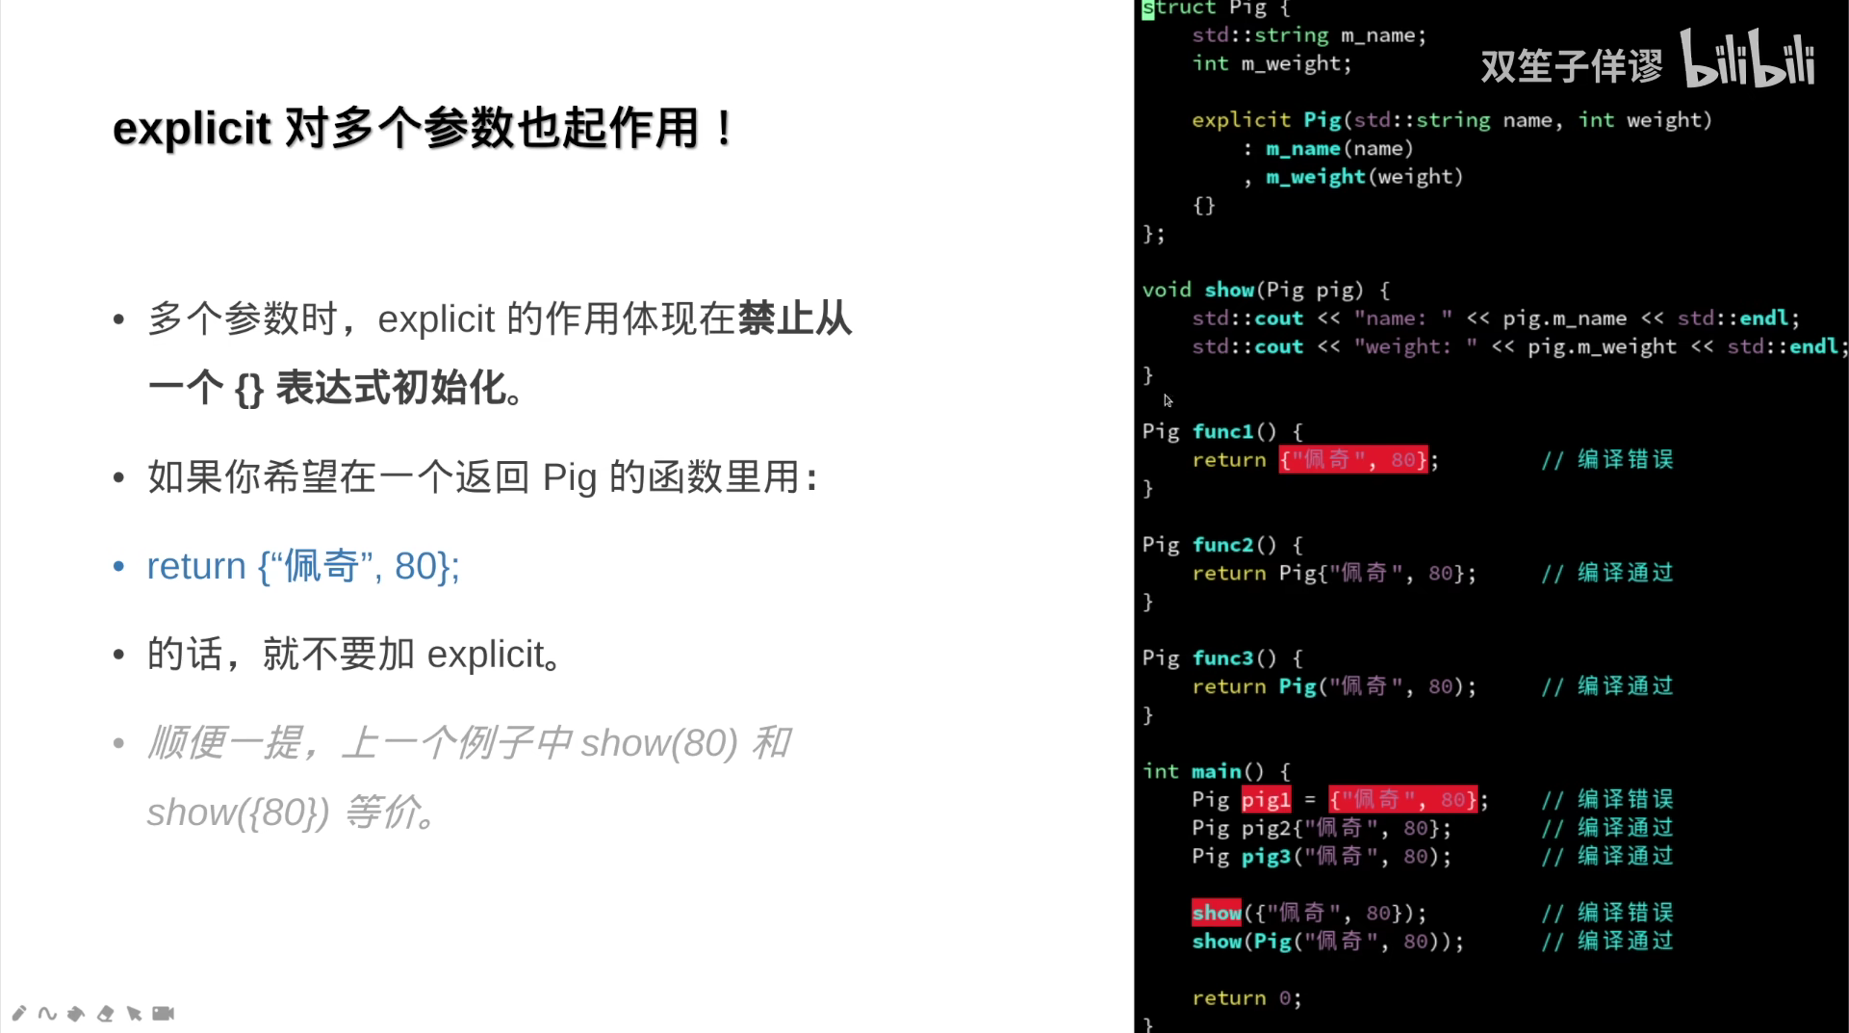 explicit 对多个参数也起作用！
• 多个参数时，explicit 的作用体现在禁止从
一个 {} 表达式初始化。
• 如果你希望在一个返回 Pig 的函数里用：
• return {“佩奇”, 80};
• 的话，就不要加 explicit。
• 顺便一提，上一个例子中 show(80) 和
show({80}) 等价。
struct Pig {
    std::string m_name;
    int m_weight;
双笙子佯谬 bilibili
    explicit Pig(std::string name, int weight)
        : m_name(name)
        , m_weight(weight)
    {}
};
void show(Pig pig) {
    std::cout << "name: " << pig.m_name << std::endl;
    std::cout << "weight: " << pig.m_weight << std::endl;
}
Pig func1() {
    return {"佩奇", 80};        // 编译错误
}
Pig func2() {
    return Pig{"佩奇", 80};     // 编译通过
}
Pig func3() {
    return Pig("佩奇", 80);     // 编译通过
}
int main() {
    Pig pig1 = {"佩奇", 80};    // 编译错误
    Pig pig2{"佩奇", 80};       // 编译通过
    Pig pig3("佩奇", 80);       // 编译通过
    show({"佩奇", 80});         // 编译错误
    show(Pig("佩奇", 80));      // 编译通过
    return 0;
}